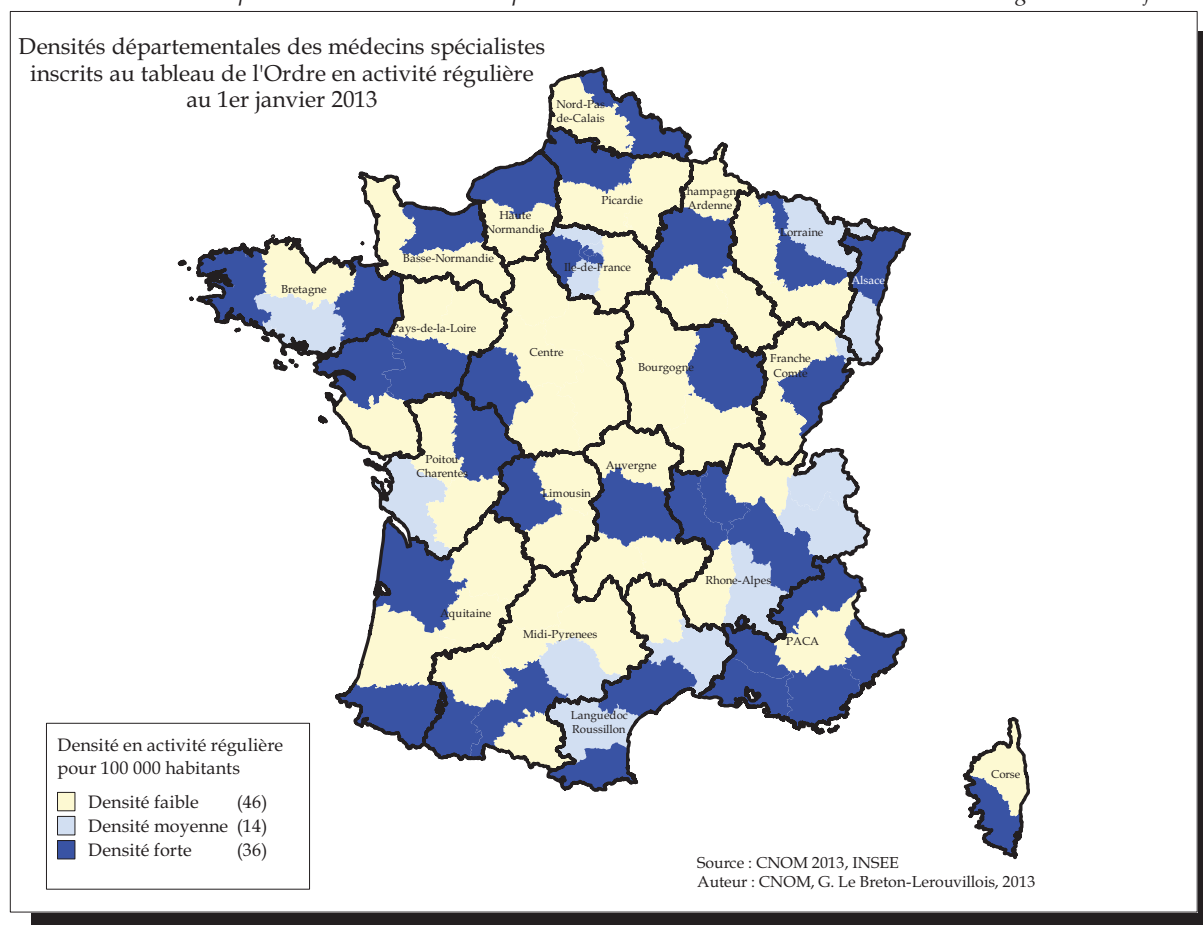 Densités départementales des médecins spécialistes
inscrits au tableau de l'Ordre en activité régulière
au 1er janvier 2013
Nord-Pas
de-Calais
Picardie
hampagn
Ardenne
Haute
Normandie
Basse-Normandie
Lorraine
Ile-de-France
Alsace
Bretagne
Pays-de-la-Loire
Centre
Bourgogne
Franche
Comté
Poitou
Charentes
Limousin
Auvergne
Rhone-Alpes
Aquitaine
Midi-Pyrenees
PACA
Languedoc
Roussillon
Corse
Densité en activité régulière
pour 100 000 habitants
Densité faible (46)
Densité moyenne (14)
Densité forte (36)
Source : CNOM 2013, INSEE
Auteur : CNOM, G. Le Breton-Lerouvillois, 2013